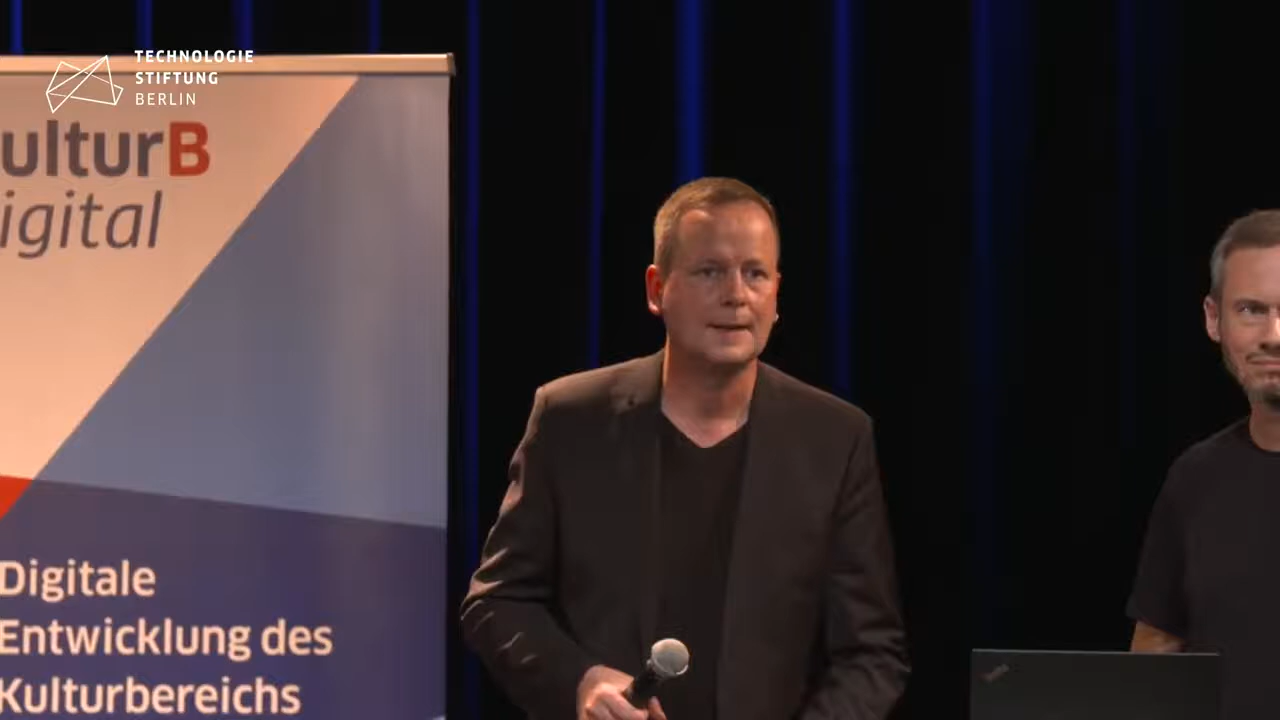 TECHNOLOGIE
STIFTUNG
BERLIN
ulturB
igital
Digitale
Entwicklung des
Kulturbereichs